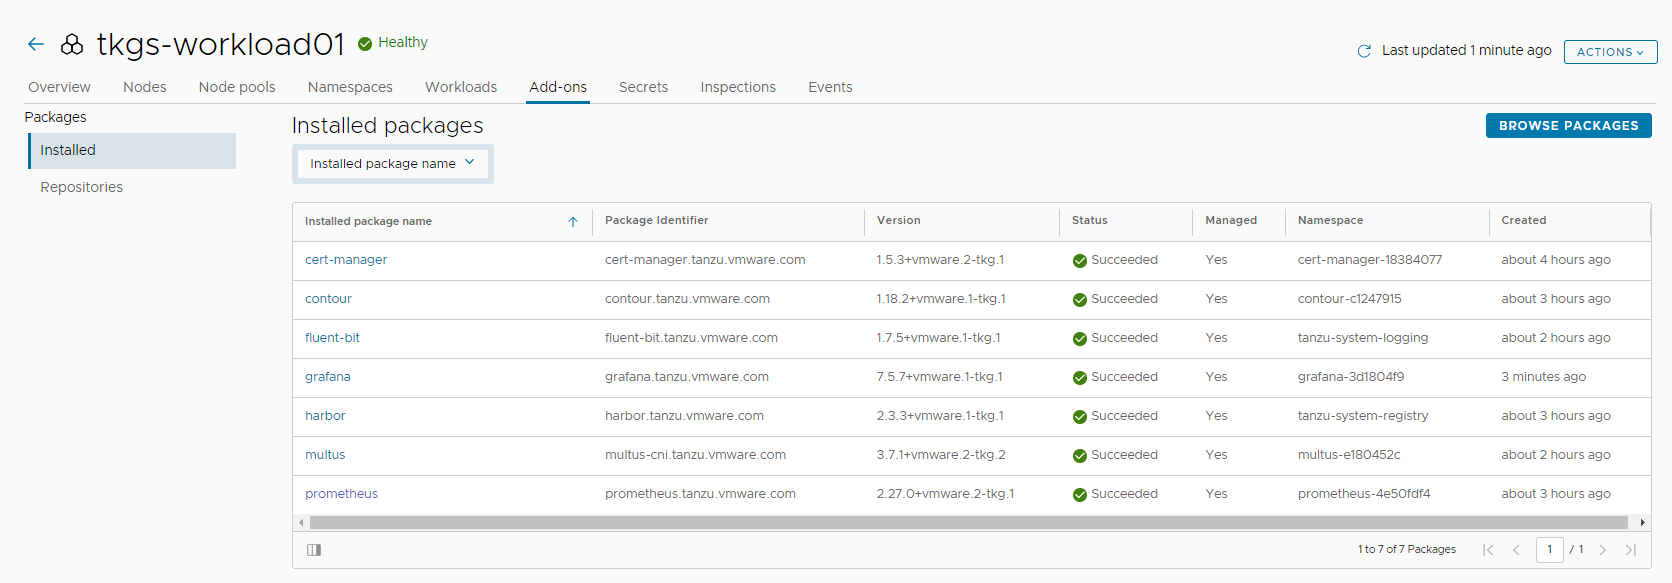 tkgs-workload01 Healthy
Last updated 1 minute ago ACTIONS
Overview Nodes Node pools Namespaces Workloads Add-ons Secrets Inspections Events
Packages
Installed
Repositories
Installed packages
BROWSE PACKAGES
Installed package name
Installed package name Package Identifier Version Status Managed Namespace Created
cert-manager cert-manager.tanzu.vmware.com 1.5.3+vmware.2-tkg.1 Succeeded Yes cert-manager-18384077 about 4 hours ago
contour contour.tanzu.vmware.com 1.18.2+vmware.1-tkg.1 Succeeded Yes contour-c1247915 about 3 hours ago
fluent-bit fluent-bit.tanzu.vmware.com 1.7.5+vmware.1-tkg.1 Succeeded Yes tanzu-system-logging about 2 hours ago
grafana grafana.tanzu.vmware.com 7.5.7+vmware.1-tkg.1 Succeeded Yes grafana-3d1804f9 3 minutes ago
harbor harbor.tanzu.vmware.com 2.3.3+vmware.1-tkg.1 Succeeded Yes tanzu-system-registry about 3 hours ago
multus multus-cni.tanzu.vmware.com 3.7.1+vmware.2-tkg.2 Succeeded Yes multus-e180452c about 2 hours ago
prometheus prometheus.tanzu.vmware.com 2.27.0+vmware.2-tkg.1 Succeeded Yes prometheus-4e50fdf4 about 3 hours ago
1 to 7 of 7 Packages 1 / 1